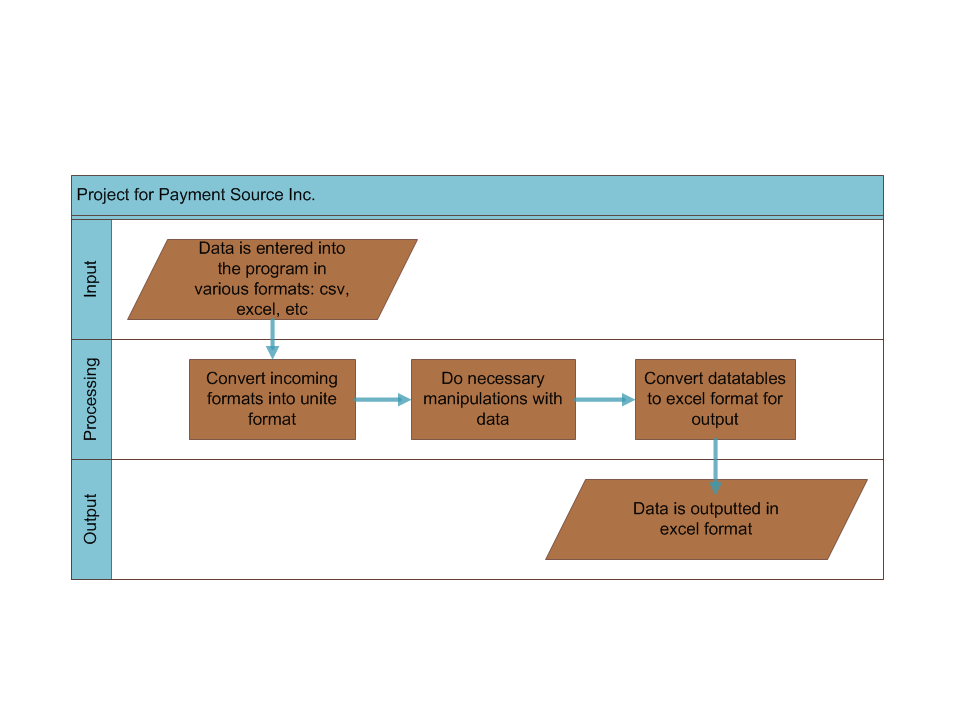 Project for Payment Source Inc.
Input
Data is entered into
the program in
various formats: csv,
excel, etc
Processing
Convert incoming
formats into unite
format
Do necessary
manipulations with
data
Convert datatables
to excel format for
output
Output
Data is outputted in
excel format